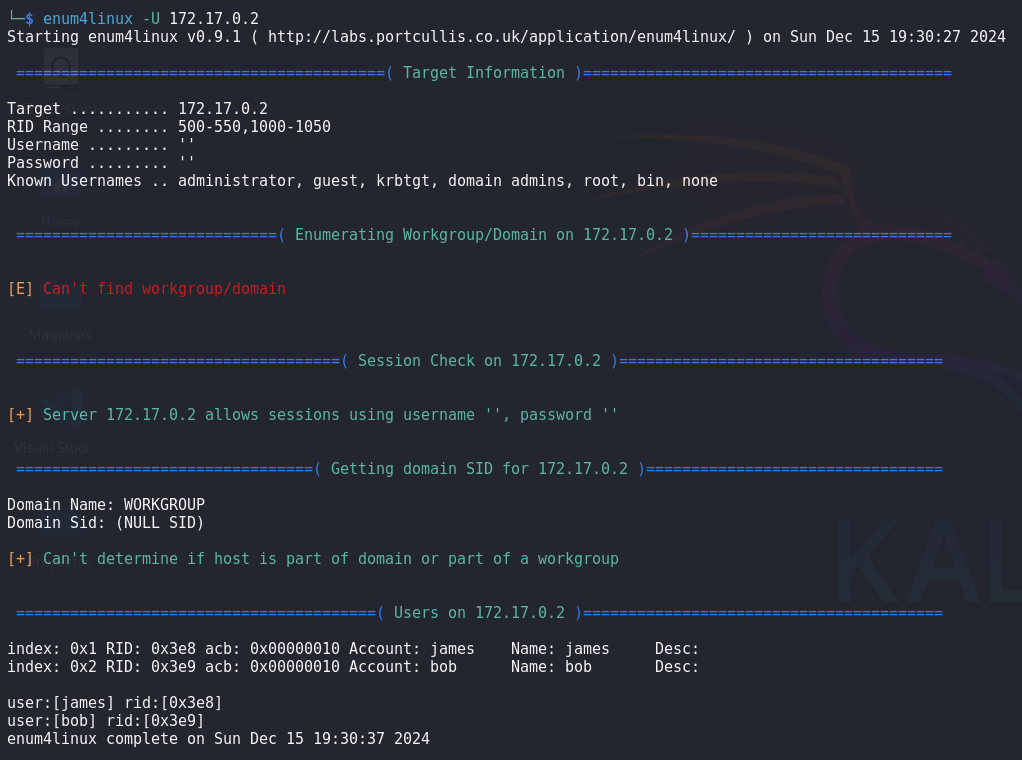 └─$ enum4linux -U 172.17.0.2
Starting enum4linux v0.9.1 ( http://labs.portcullis.co.uk/application/enum4linux/ ) on Sun Dec 15 19:30:27 2024
=========================================( Target Information )=========================================
Target ........... 172.17.0.2
RID Range ........ 500-550,1000-1050
Username ......... ''
Password ......... ''
Known Usernames .. administrator, guest, krbtgt, domain admins, root, bin, none
Home
=============================( Enumerating Workgroup/Domain on 172.17.0.2 )=============================
[E] Can't find workgroup/domain
Maquinas
====================================( Session Check on 172.17.0.2 )====================================
[+] Server 172.17.0.2 allows sessions using username '', password ''
Visual Studi...
=================================( Getting domain SID for 172.17.0.2 )=================================
Domain Name: WORKGROUP
Domain Sid: (NULL SID)
[+] Can't determine if host is part of domain or part of a workgroup
KAL
========================================( Users on 172.17.0.2 )========================================
index: 0x1 RID: 0x3e8 acb: 0x00000010 Account: james    Name: james     Desc:
index: 0x2 RID: 0x3e9 acb: 0x00000010 Account: bob      Name: bob       Desc:
user:[james] rid:[0x3e8]
user:[bob] rid:[0x3e9]
enum4linux complete on Sun Dec 15 19:30:37 2024